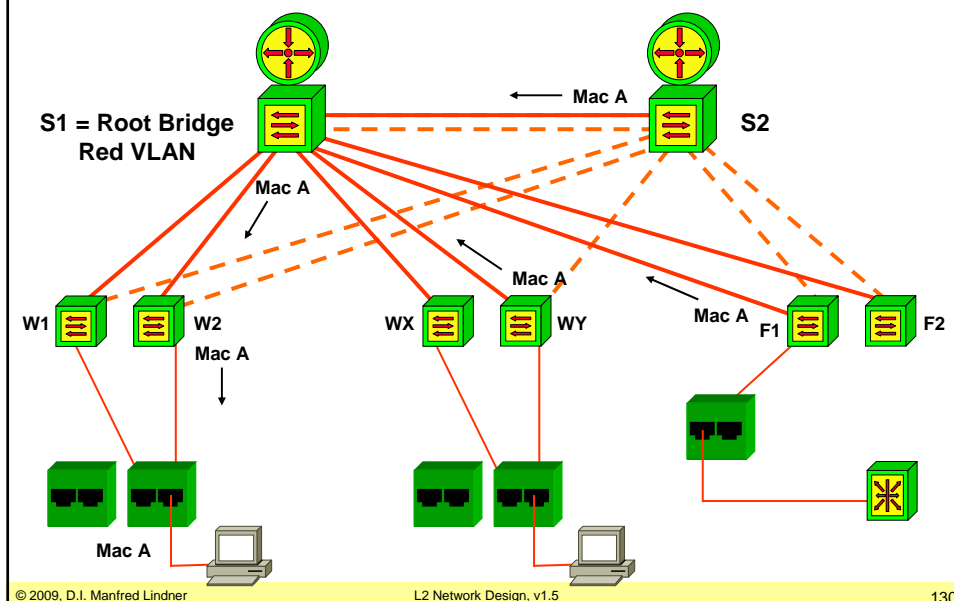 Mac A
S1 = Root Bridge
Red VLAN
S2
Mac A
Mac A
Mac A
W1
W2
WX
WY
F1
F2
Mac A
Mac A
© 2009, D.I. Manfred Lindner
L2 Network Design, v1.5
130